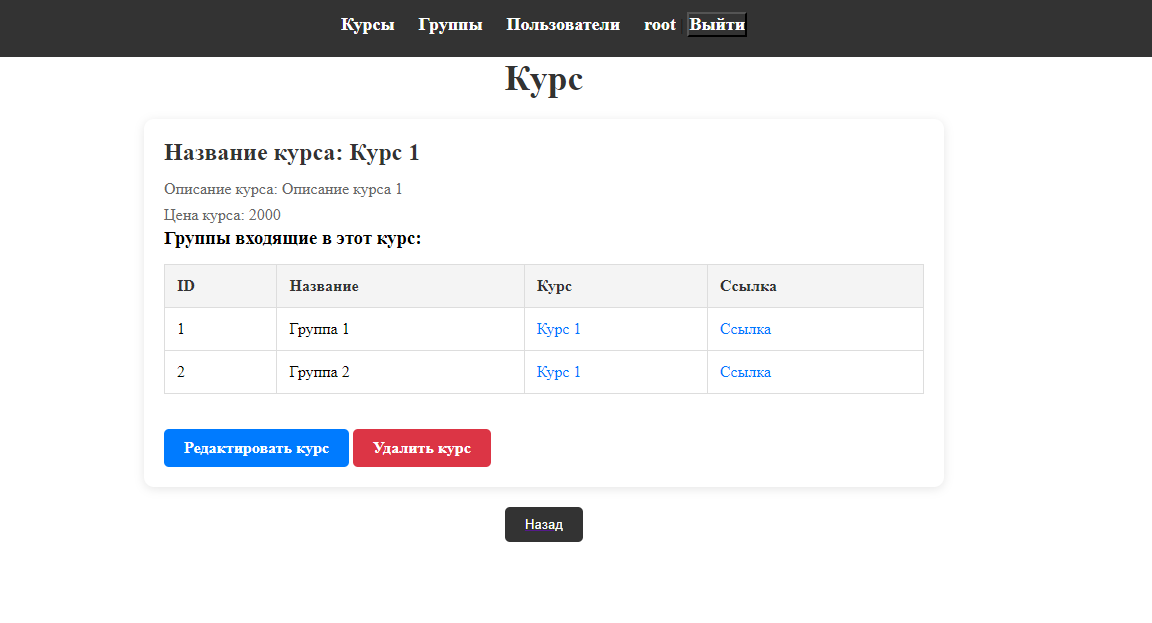 Курсы Группы Пользователи root Выйти
Курс
Название курса: Курс 1
Описание курса: Описание курса 1
Цена курса: 2000
Группы входящие в этот курс:
ID Название Курс Ссылка
1 Группа 1 Курс 1 Ссылка
2 Группа 2 Курс 1 Ссылка
Редактировать курс Удалить курс
Назад